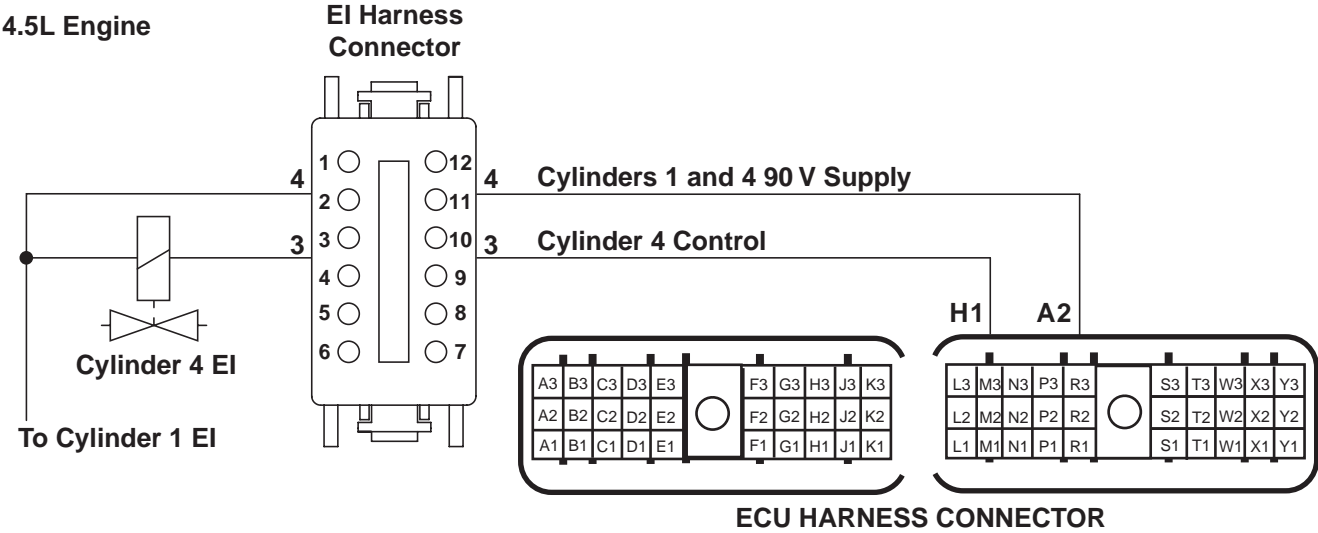 4.5L Engine
EI Harness
Connector
1 12
4 4 Cylinders 1 and 4 90 V Supply
2 11
3 3 10 3 Cylinder 4 Control
4 9
5 8
H1 A2
6 7
Cylinder 4 EI
To Cylinder 1 EI
A3 B3 C3 D3 E3 F3 G3 H3 J3 K3 L3 M3 N3 P3 R3 S3 T3 W3 X3 Y3
A2 B2 C2 D2 E2 F2 G2 H2 J2 K2 L2 M2 N2 P2 R2 S2 T2 W2 X2 Y2
A1 B1 C1 D1 E1 F1 G1 H1 J1 K1 L1 M1 N1 P1 R1 S1 T1 W1 X1 Y1
ECU HARNESS CONNECTOR